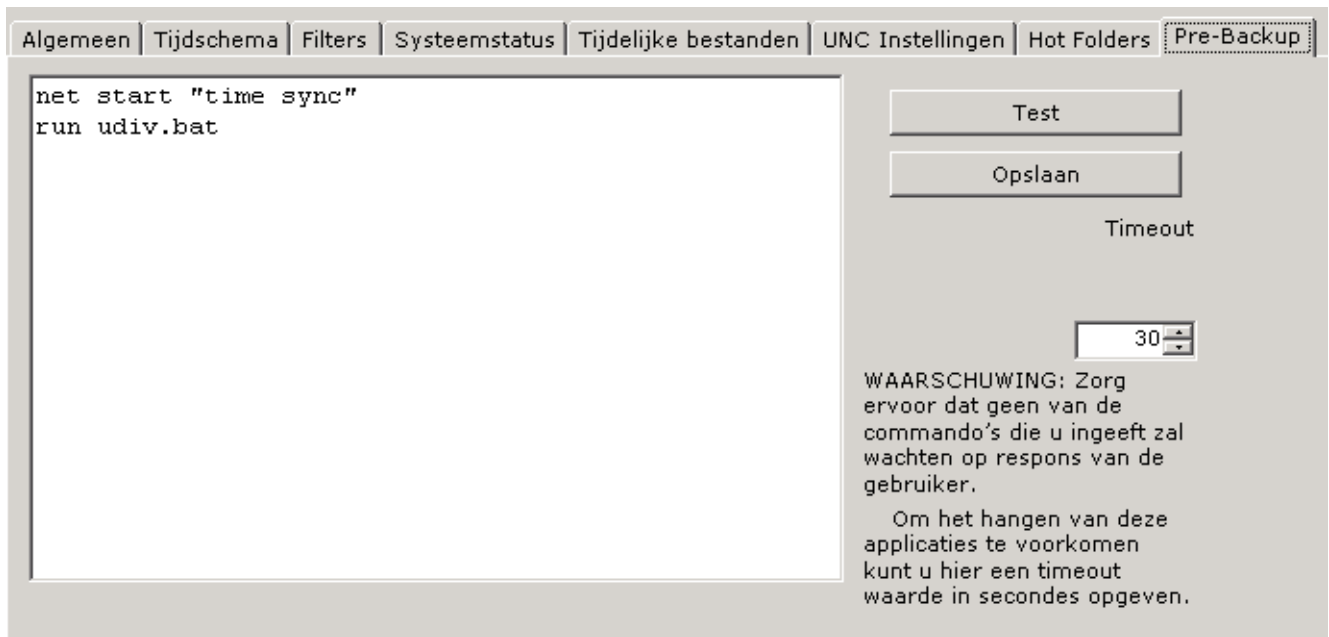 Algemeen Tijdschema Filters Systeemstatus Tijdelijke bestanden UNC Instellingen Hot Folders Pre-Backup
net start "time sync"
run udiv.bat
Test
Opslaan
Timeout
30
WAARSCHUWING: Zorg
ervoor dat geen van de
commando's die u ingeeft zal
wachten op respons van de
gebruiker.
Om het hangen van deze
applicaties te voorkomen
kunt u hier een timeout
waarde in secondes opgeven.